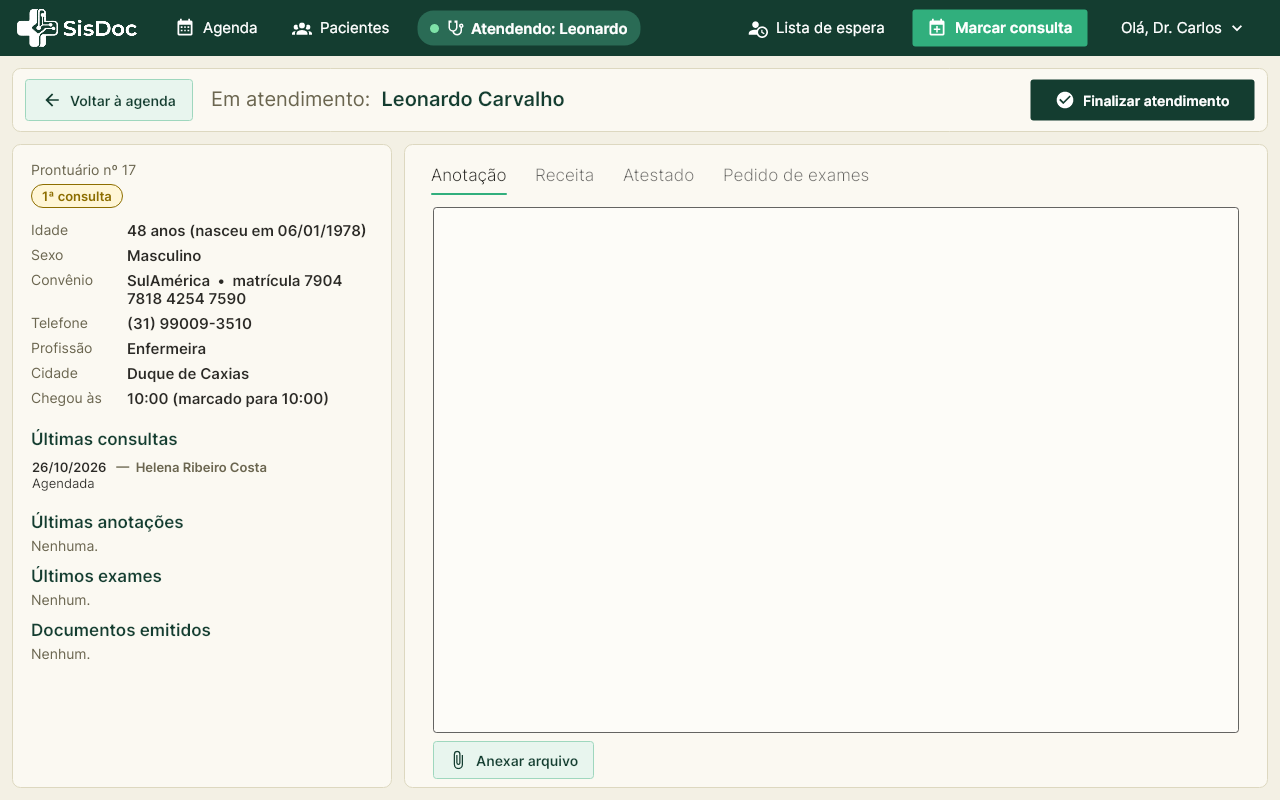 SisDoc
Agenda
Pacientes
Atendendo: Leonardo
Lista de espera
Marcar consulta
Olá, Dr. Carlos
Voltar à agenda
Em atendimento: Leonardo Carvalho
Finalizar atendimento
Prontuário nº 17
1ª consulta
Idade 48 anos (nasceu em 06/01/1978)
Sexo Masculino
Convênio SulAmérica • matrícula 7904
7818 4254 7590
Telefone (31) 99009-3510
Profissão Enfermeira
Cidade Duque de Caxias
Chegou às 10:00 (marcado para 10:00)
Últimas consultas
26/10/2026 — Helena Ribeiro Costa
Agendada
Últimas anotações
Nenhuma.
Últimos exames
Nenhum.
Documentos emitidos
Nenhum.
Anotação
Receita
Atestado
Pedido de exames
Anexar arquivo